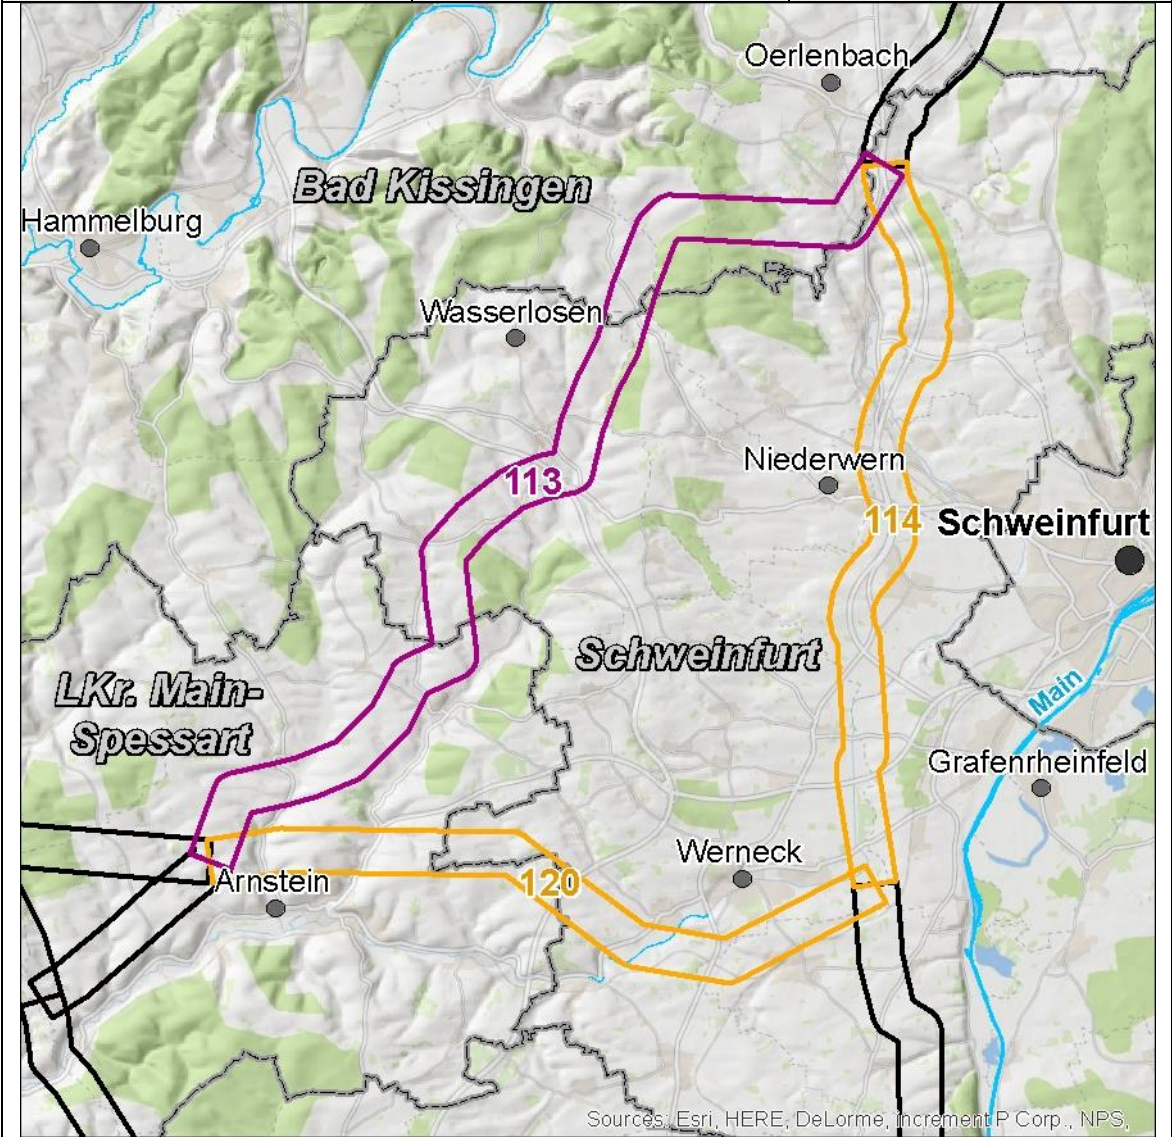 Oerlenbach
Bad Kissingen
Hammelburg
Wasserlosen
Niederwern
113
114
Schweinfurt
Schweinfurt
LKr. Main-
Spessart
Main
Grafenrheinfeld
Werneck
Arnstein
120
Sources: Esri, HERE, DeLorme, increment P Corp., NPS,